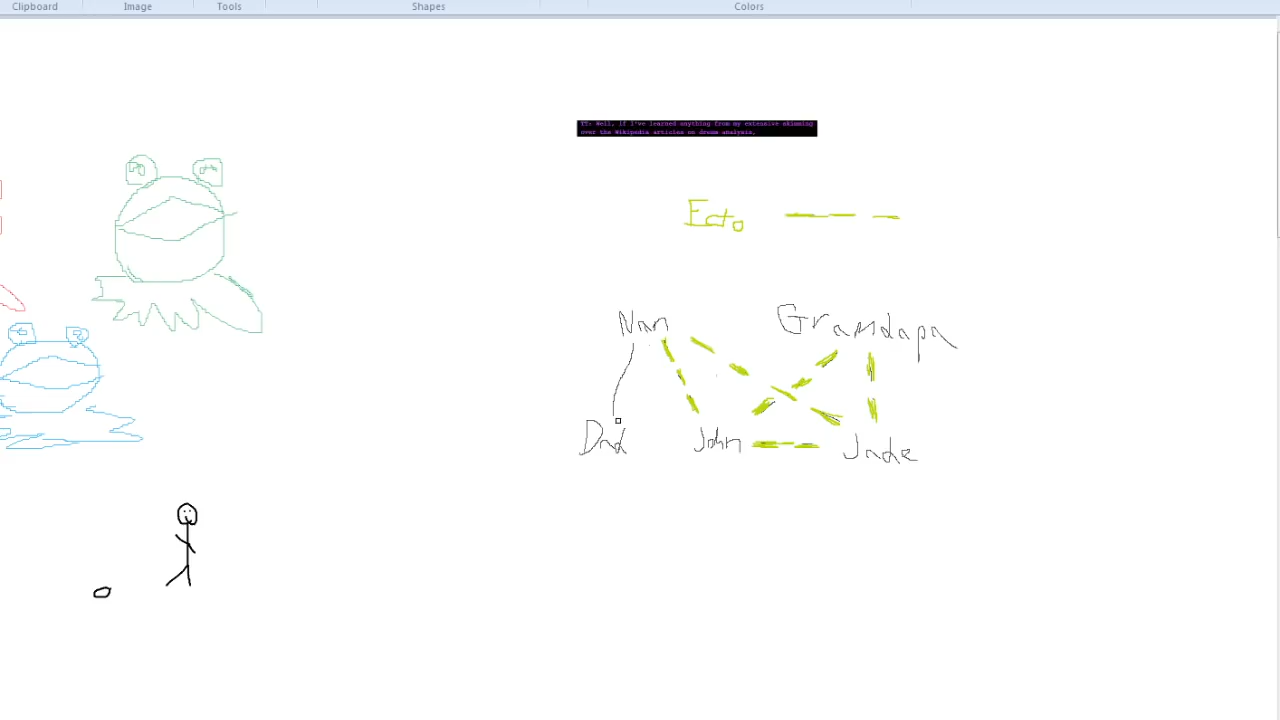 Clipboard Image Tools Shapes Colors
TT: Well, if I've learned anything from my extensive skimming
over the Wikipedia articles on dream analysis,
Ecto
Nan Gramdapa
Dad John Jade